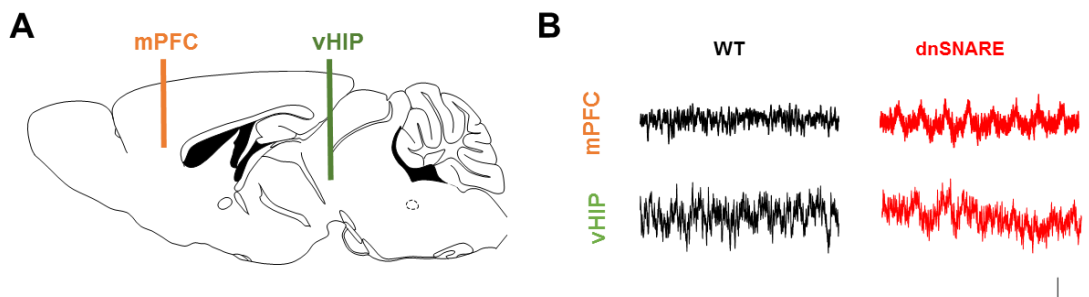 A
mPFC
vHIP
B
WT
dnSNARE
mPFC
vHIP